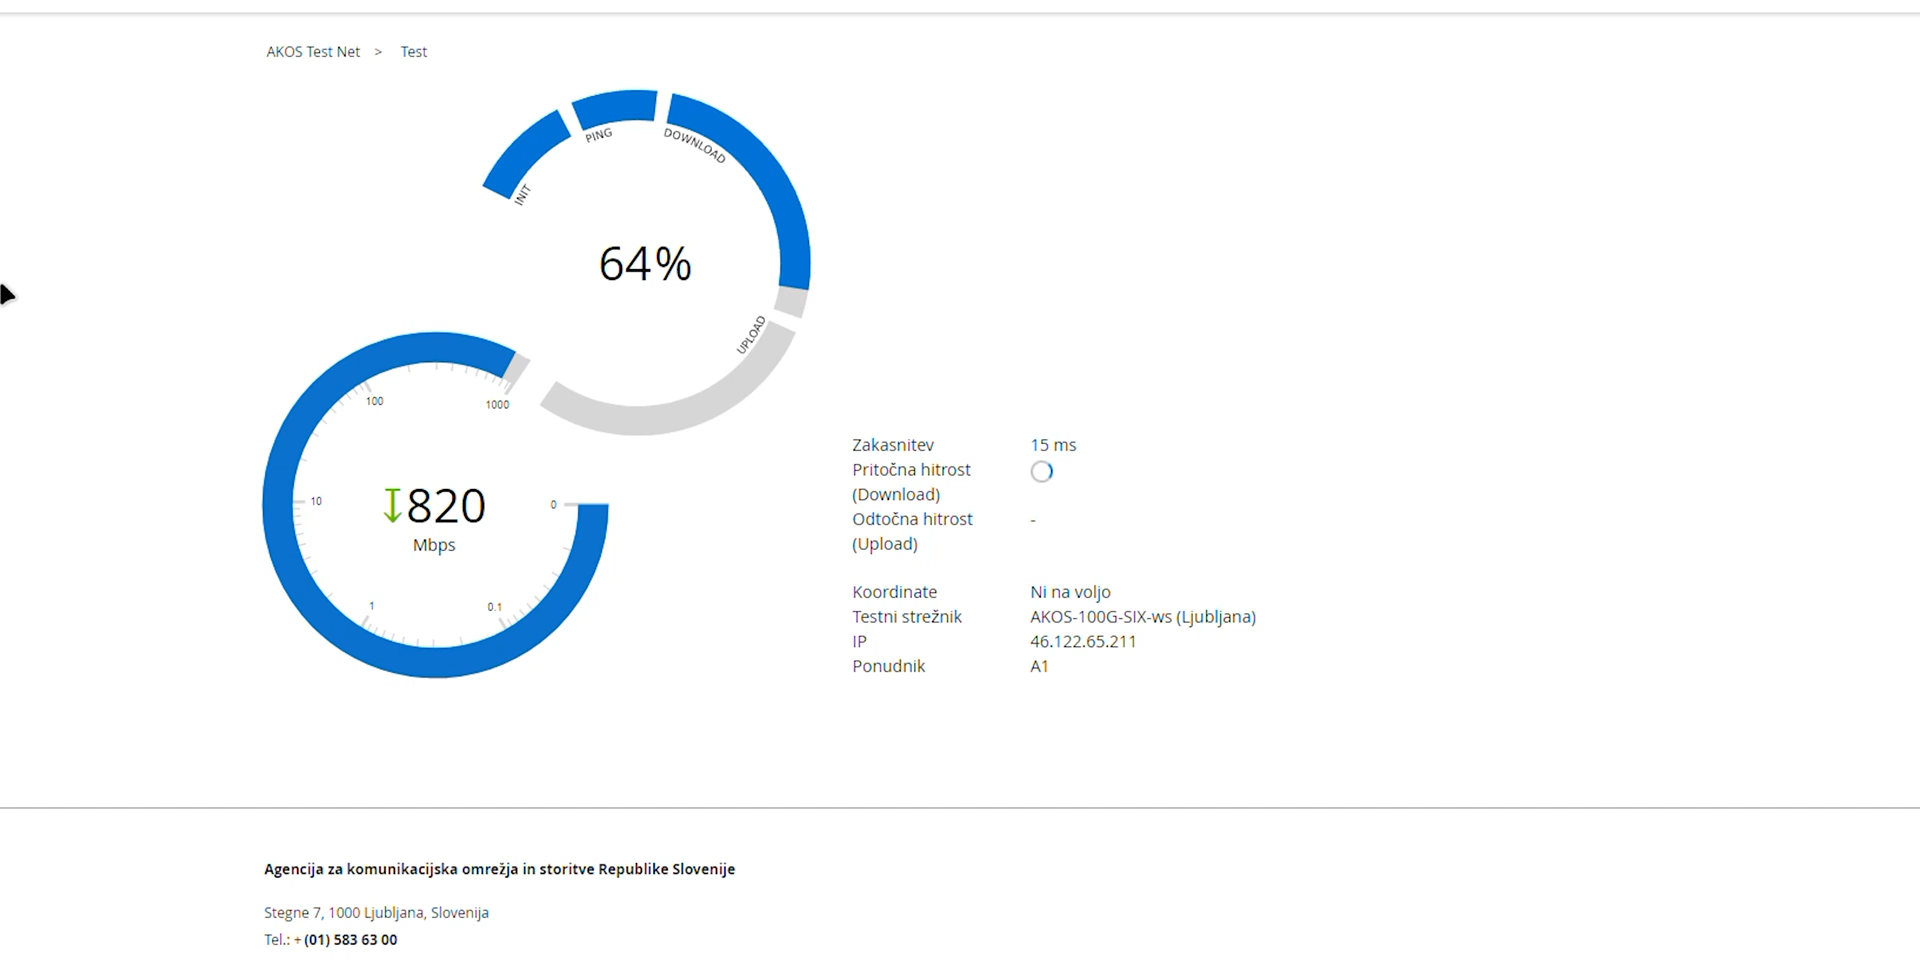 AKOS Test Net > Test
INIT
PING
DOWNLOAD
UPLOAD
64%
100
1000
10
0
1
0.1
↧820
Mbps
Zakasnitev 15 ms
Pritočna hitrost
(Download)
Odtočna hitrost -
(Upload)
Koordinate Ni na voljo
Testni strežnik AKOS-100G-SIX-ws (Ljubljana)
IP 46.122.65.211
Ponudnik A1
Agencija za komunikacijska omrežja in storitve Republike Slovenije
Stegne 7, 1000 Ljubljana, Slovenija
Tel.: + (01) 583 63 00